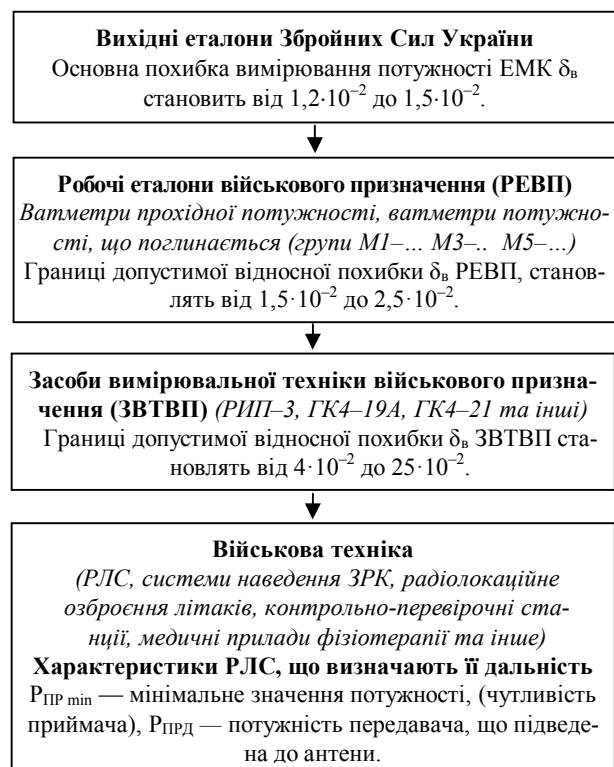 Вихідні еталони Збройних Сил України
Основна похибка вимірювання потужності ЕМК δв
становить від 1,2·10⁻² до 1,5·10⁻².
Робочі еталони військового призначення (РЕВП)
Ватметри прохідної потужності, ватметри потужно-
сті, що поглинається (групи М1–… М3–.. М5–…)
Границі допустимої відносної похибки δв РЕВП, станов-
лять від 1,5·10⁻² до 2,5·10⁻².
Засоби вимірювальної техніки військового призна-
чення (ЗВТВП) (РИП–3, ГК4–19А, ГК4–21 та інші)
Границі допустимої відносної похибки δв ЗВТВП ста-
новлять від 4·10⁻² до 25·10⁻².
Військова техніка
(РЛС, системи наведення ЗРК, радіолокаційне
озброєння літаків, контрольно-перевірочні ста-
нції, медичні прилади фізіотерапії та інше)
Характеристики РЛС, що визначають її дальність
РПР min — мінімальне значення потужності, (чутливість
приймача), РПРД — потужність передавача, що підведе-
на до антени.